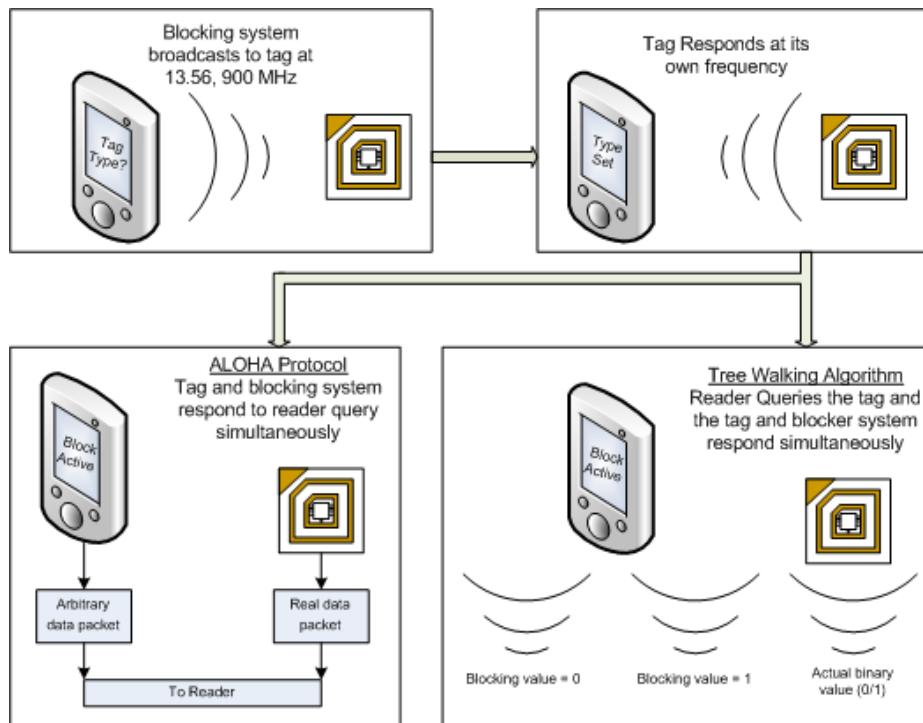 Blocking system
broadcasts to tag at
13.56, 900 MHz
Tag
Type?
Tag Responds at its
own frequency
Type
Set
ALOHA Protocol
Tag and blocking system
respond to reader query
simultaneously
Block
Active
Arbitrary
data packet
Real data
packet
To Reader
Tree Walking Algorithm
Reader Queries the tag and
the tag and blocker system
respond simultaneously
Block
Active
Blocking value = 0
Blocking value = 1
Actual binary
value (0/1)